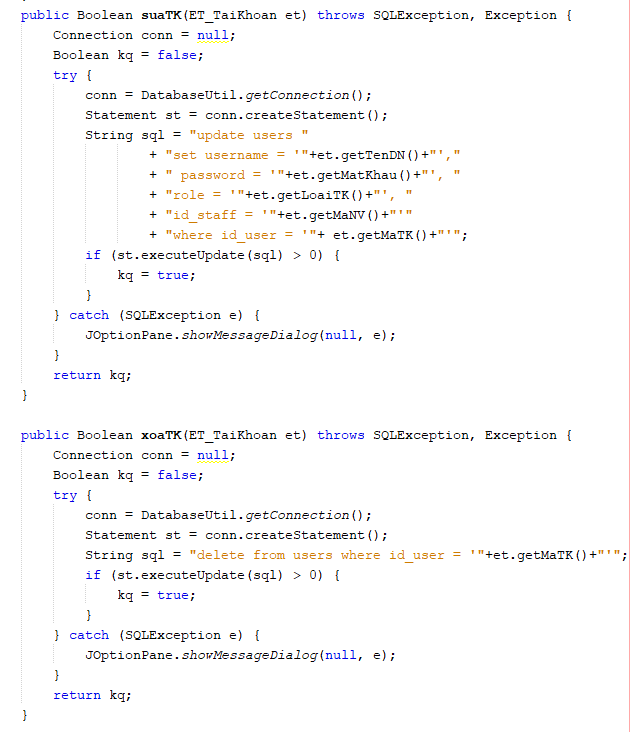 public Boolean suaTK(ET_TaiKhoan et) throws SQLException, Exception {
    Connection conn = null;
    Boolean kq = false;
    try {
        conn = DatabaseUtil.getConnection();
        Statement st = conn.createStatement();
        String sql = "update users "
                + "set username = '"+et.getTenDN()+"',"
                + " password = '"+et.getMatKhau()+"', "
                + "role = '"+et.getLoaiTK()+"', "
                + "id_staff = '"+et.getMaNV()+"'"
                + "where id_user = '"+ et.getMaTK()+"'";
        if (st.executeUpdate(sql) > 0) {
            kq = true;
        }
    } catch (SQLException e) {
        JOptionPane.showMessageDialog(null, e);
    }
    return kq;
}

public Boolean xoaTK(ET_TaiKhoan et) throws SQLException, Exception {
    Connection conn = null;
    Boolean kq = false;
    try {
        conn = DatabaseUtil.getConnection();
        Statement st = conn.createStatement();
        String sql = "delete from users where id_user = '"+et.getMaTK()+"'";
        if (st.executeUpdate(sql) > 0) {
            kq = true;
        }
    } catch (SQLException e) {
        JOptionPane.showMessageDialog(null, e);
    }
    return kq;
}